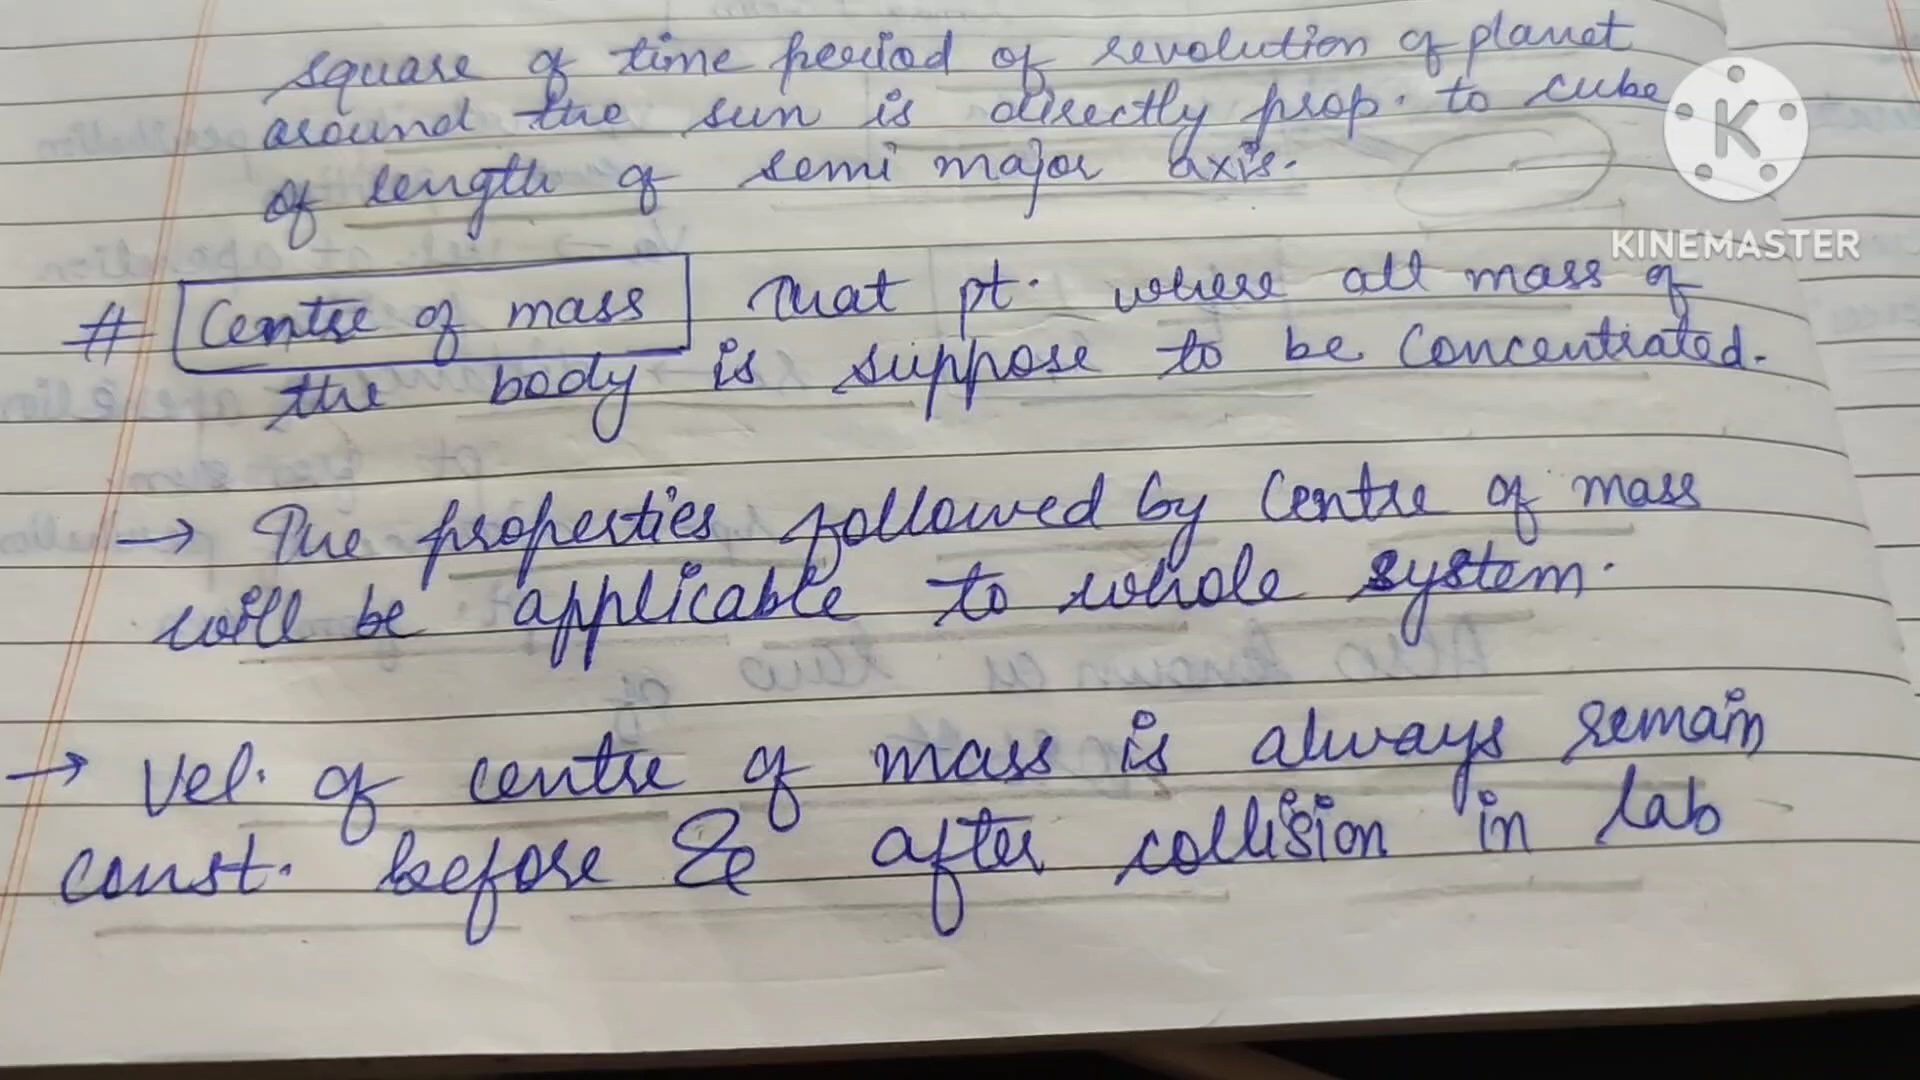 square of time period of revolution of planet
around the sun is directly prop. to cube
of length of semi major axis.
KINEMASTER
# Centre of mass That pt. where all mass of
the body is suppose to be concentrated.
→ The properties followed by centre of mass
will be applicable to whole system.
→ Vel. of centre of mass is always remain
const. before & after collision in lab